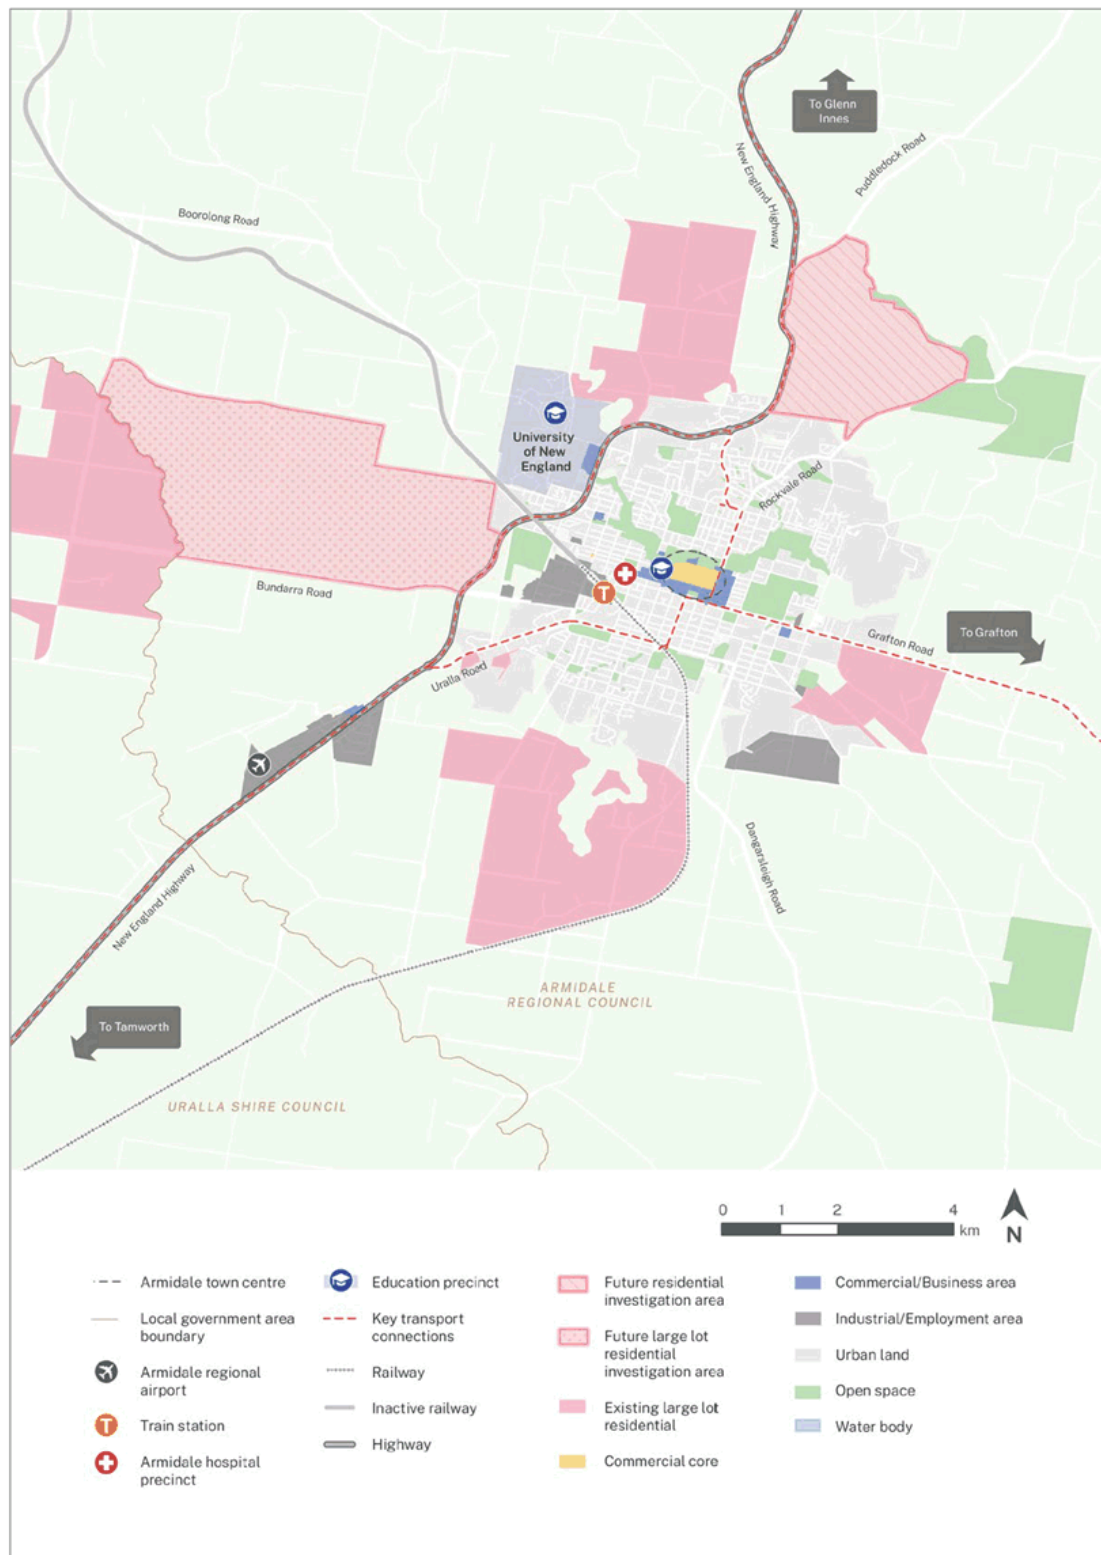 To Glenn
Innes
Puddledock Road
New England
Highway
Boorolong Road
University
of New
England
Rockvale Road
Bundarra Road
Grafton Road
To Grafton
Uralla Road
Dangarsleigh Road
New England Highway
ARMIDALE
REGIONAL COUNCIL
To Tamworth
URALLA SHIRE COUNCIL
T
0 1 2 4
km
N
Armidale town centre
Local government area
boundary
Armidale regional
airport
T
Train station
Armidale hospital
precinct
Education precinct
Key transport
connections
Railway
Inactive railway
Highway
Future residential
investigation area
Future large lot
residential
investigation area
Existing large lot
residential
Commercial core
Commercial/Business area
Industrial/Employment area
Urban land
Open space
Water body